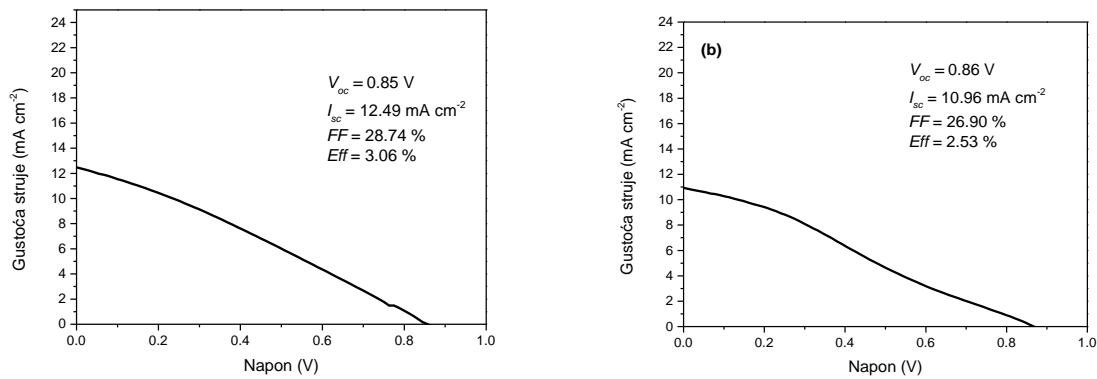 24
22
20
18
16
14
12
10
8
6
4
2
0
Gustoća struje (mA cm-2)
Voc = 0.85 V
Isc = 12.49 mA cm-2
FF = 28.74 %
Eff = 3.06 %
0.0 0.2 0.4 0.6 0.8 1.0
Napon (V)
24
22
20
18
16
14
12
10
8
6
4
2
0
Gustoća struje (mA cm-2)
(b)
Voc = 0.86 V
Isc = 10.96 mA cm-2
FF = 26.90 %
Eff = 2.53 %
0.0 0.2 0.4 0.6 0.8 1.0
Napon (V)